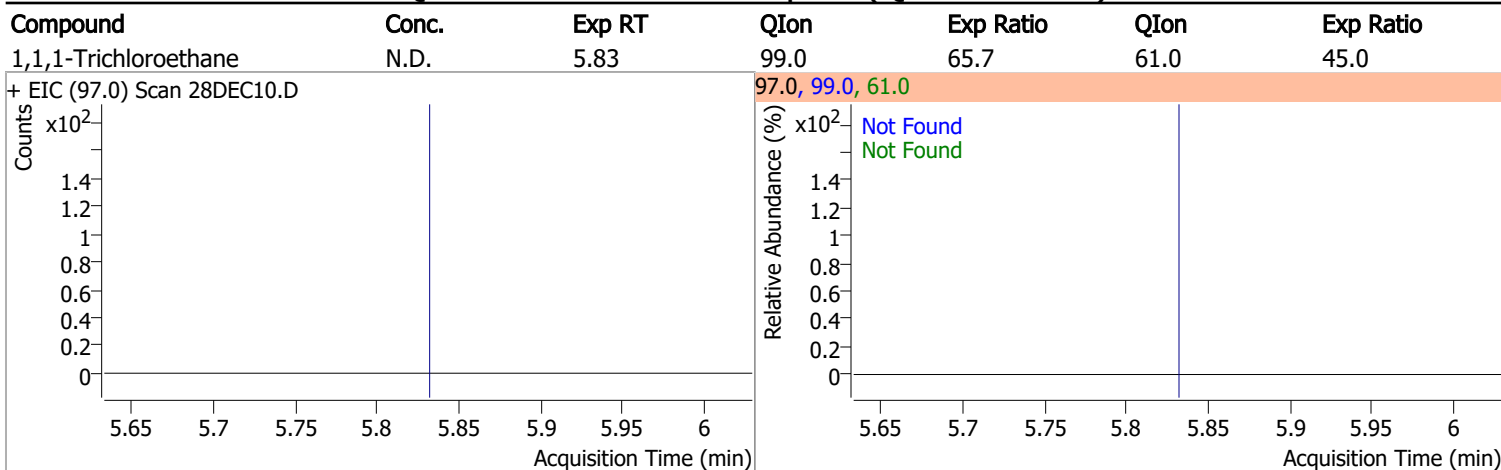 Compound Conc. Exp RT QIon Exp Ratio QIon Exp Ratio
1,1,1-Trichloroethane N.D. 5.83 99.0 65.7 61.0 45.0
+ EIC (97.0) Scan 28DEC10.D
Counts
x10²
1.4
1.2
1
0.8
0.6
0.4
0.2
0
5.65 5.7 5.75 5.8 5.85 5.9 5.95 6
Acquisition Time (min)
97.0, 99.0, 61.0
Relative Abundance (%)
x10²
Not Found
Not Found
1.4
1.2
1
0.8
0.6
0.4
0.2
0
5.65 5.7 5.75 5.8 5.85 5.9 5.95 6
Acquisition Time (min)